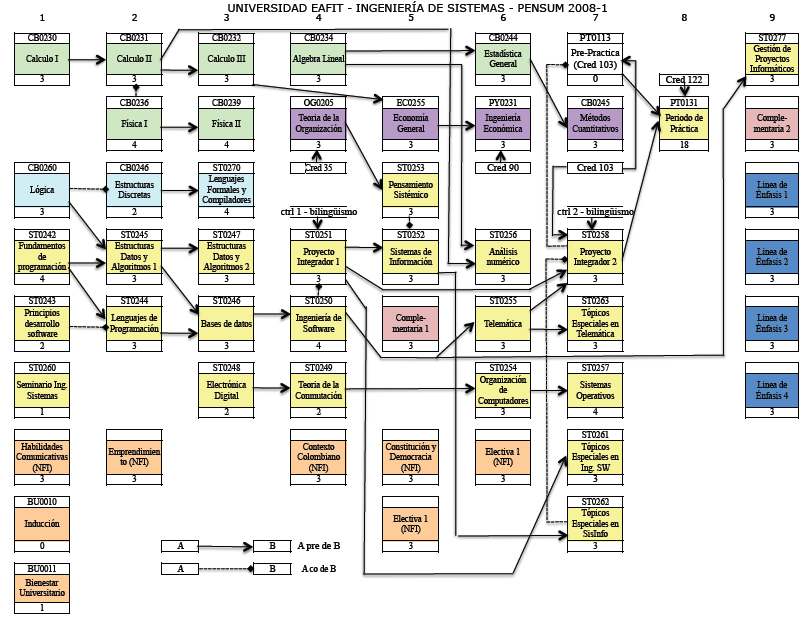 UNIVERSIDAD EAFIT - INGENIERÍA DE SISTEMAS - PENSUM 2008-1
1 2 3 4 5 6 7 8 9
CB0230
Calculo I
3
CB0231
Calculo II
3
CB0232
Calculo III
3
CB0234
Algebra Lineal
3
CB0244
Estadística
General
3
PT0113
Pre-Practica
(Cred 103)
0
ST0277
Gestión de
Proyectos
Informáticos
3
Cred 122
CB0236
Física I
4
CB0239
Física II
4
OG0205
Teoria de la
Organización
3
EC0255
Economía
General
3
PY0231
Ingeniería
Económica
3
CB0245
Métodos
Cuantitativos
3
PT0131
Periodo de
Práctica
18
Comple-
mentaria 2
3
Cred 35
Cred 90
Cred 103
CB0260
Lógica
3
CB0246
Estructuras
Discretas
2
ST0270
Lenguajes
Formales y
Compiladores
4
ST0253
Pensamiento
Sistémico
3
Linea de
Énfasis 1
3
ctrl 1 - bilingüismo
ctrl 2 - bilingüismo
ST0242
Fundamentos
de
programación
4
ST0245
Estructuras
Datos y
Algoritmos 1
3
ST0247
Estructuras
Datos y
Algoritmos 2
3
ST0251
Proyecto
Integrador 1
3
ST0252
Sistemas de
Información
3
ST0256
Análisis
numérico
3
ST0258
Proyecto
Integrador 2
3
Linea de
Énfasis 2
3
ST0243
Principios
desarrollo
software
2
ST0244
Lenguajes de
Programación
3
ST0246
Bases de datos
3
ST0250
Ingeniería de
Software
4
Comple-
mentaria 1
3
ST0255
Telemática
3
ST0263
Tópicos
Especiales en
Telemática
3
Linea de
Énfasis 3
3
ST0260
Seminario Ing.
Sistemas
1
ST0248
Electrónica
Digital
2
ST0249
Teoria de la
Conmutación
2
ST0254
Organización
de
Computadores
3
ST0257
Sistemas
Operativos
4
Linea de
Énfasis 4
3
Habilidades
Comunicativas
(NFI)
3
Emprendimien
to (NFI)
3
Contexto
Colombiano
(NFI)
3
Constitución y
Democracia
(NFI)
3
Electiva 1
(NFI)
3
ST0261
Tópicos
Especiales en
Ing. SW
3
BU0010
Inducción
0
Electiva 1
(NFI)
3
ST0262
Tópicos
Especiales en
SisInfo
3
A B A pre de B
A B A co de B
BU0011
Bienestar
Universitario
1